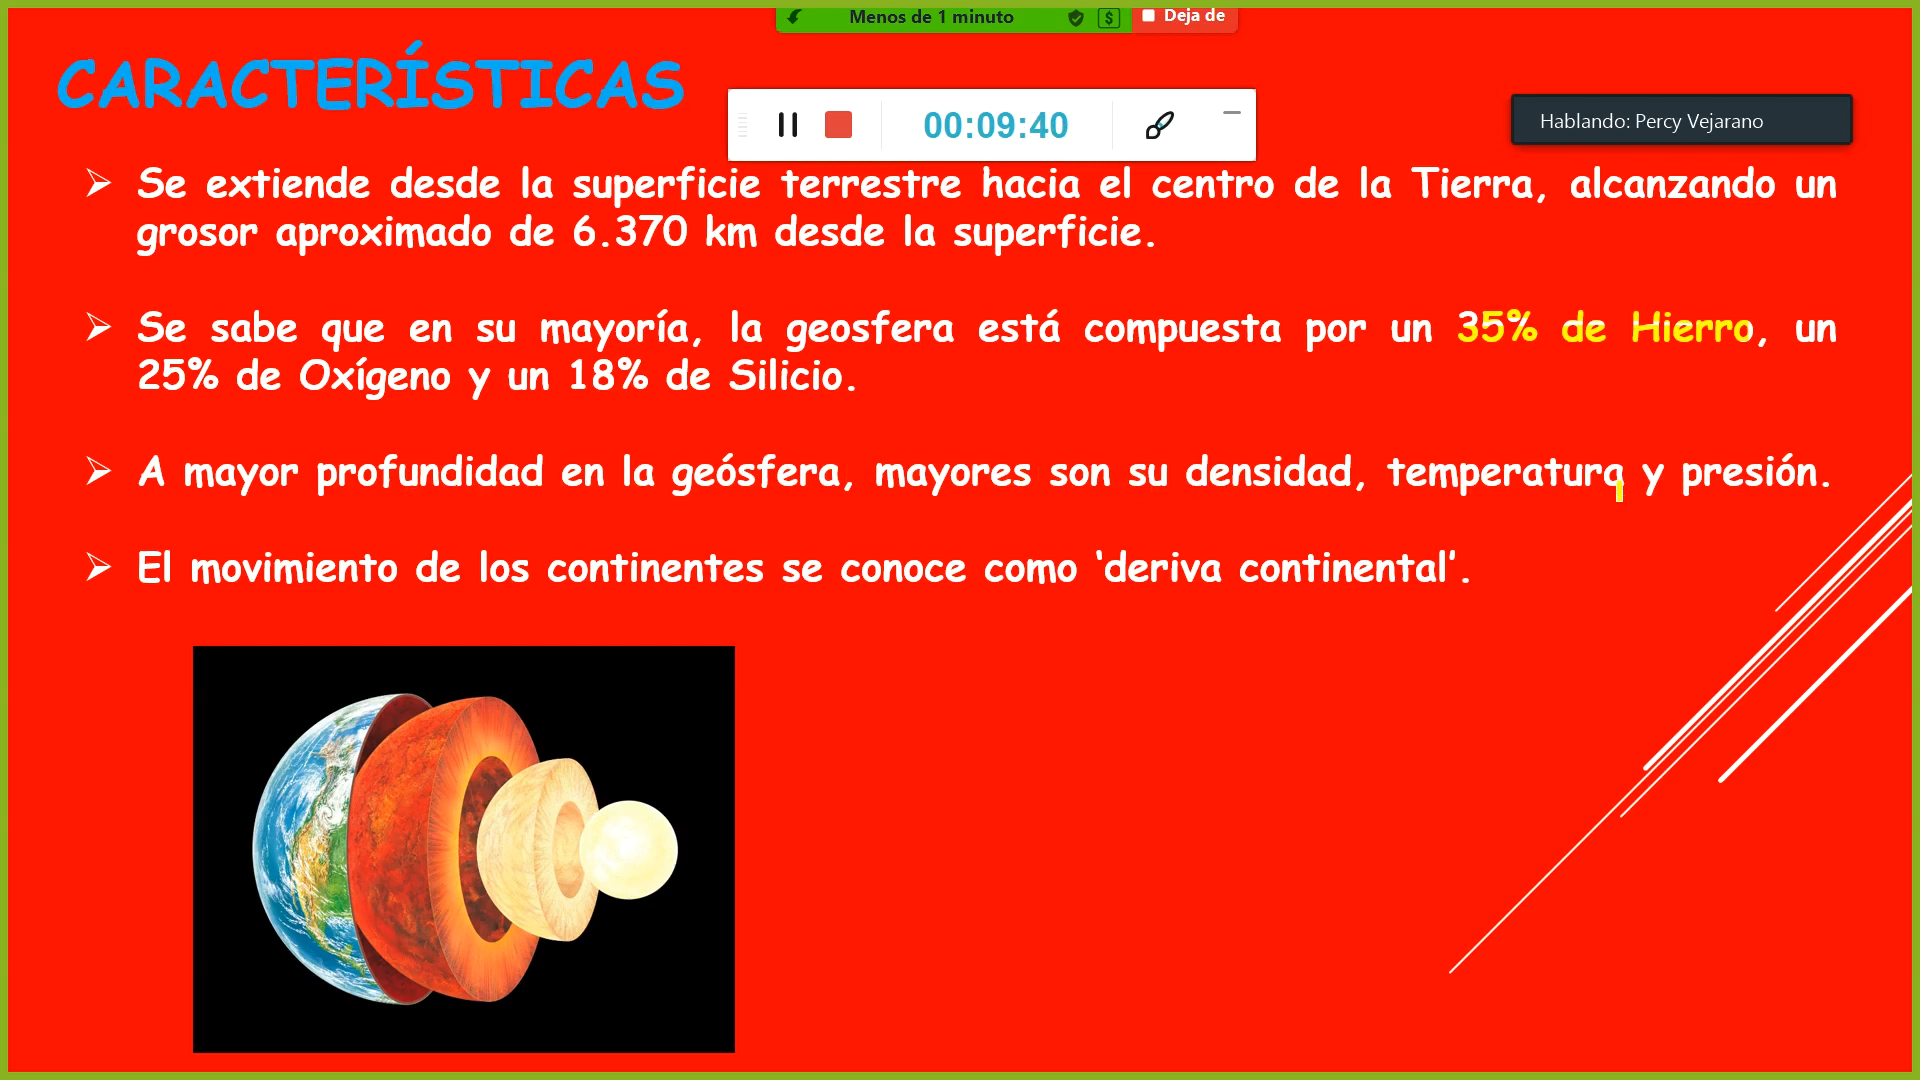 Menos de 1 minuto
Deja de
CARACTERÍSTICAS
00:09:40
Hablando: Percy Vejarano
Se extiende desde la superficie terrestre hacia el centro de la Tierra, alcanzando un
grosor aproximado de 6.370 km desde la superficie.
Se sabe que en su mayoría, la geosfera está compuesta por un 35% de Hierro, un
25% de Oxígeno y un 18% de Silicio.
A mayor profundidad en la geósfera, mayores son su densidad, temperatura y presión.
El movimiento de los continentes se conoce como ‘deriva continental’.